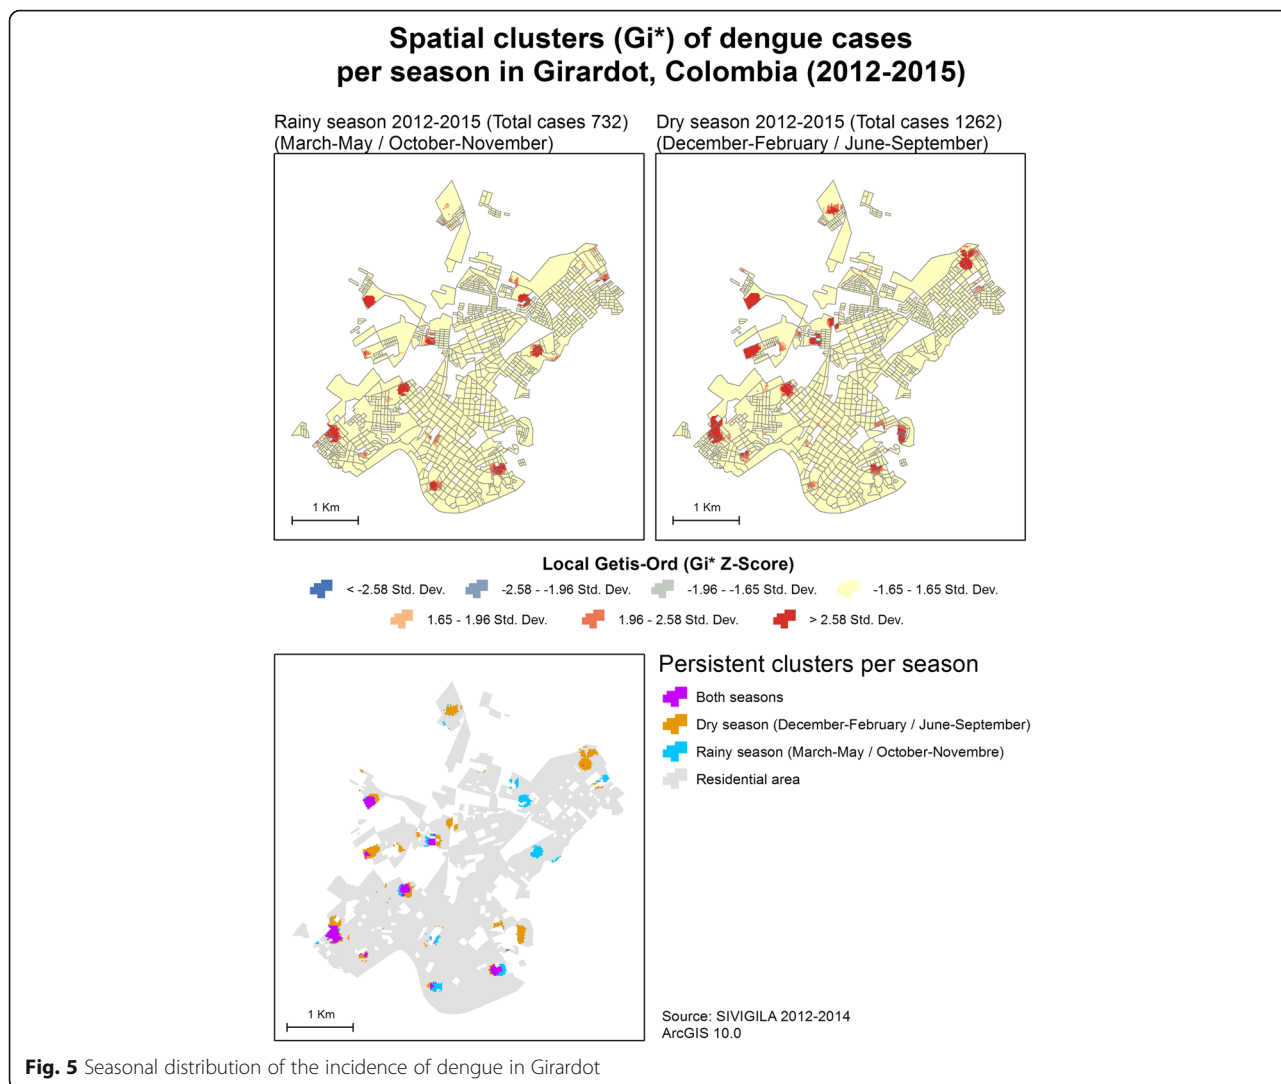 Spatial clusters (Gi*) of dengue cases
per season in Girardot, Colombia (2012-2015)
Rainy season 2012-2015 (Total cases 732)
(March-May / October-November)
Dry season 2012-2015 (Total cases 1262)
(December-February / June-September)
1 Km
1 Km
Local Getis-Ord (Gi* Z-Score)
< -2.58 Std. Dev.
-2.58 - -1.96 Std. Dev.
-1.96 - -1.65 Std. Dev.
-1.65 - 1.65 Std. Dev.
1.65 - 1.96 Std. Dev.
1.96 - 2.58 Std. Dev.
> 2.58 Std. Dev.
Persistent clusters per season
Both seasons
Dry season (December-February / June-September)
Rainy season (March-May / October-Novembre)
Residential area
1 Km
Source: SIVIGILA 2012-2014
ArcGIS 10.0
Fig. 5 Seasonal distribution of the incidence of dengue in Girardot